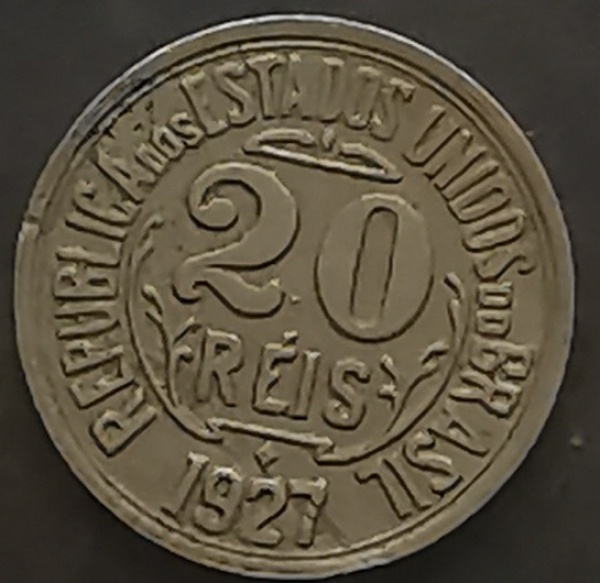 REPUBLICA DOS ESTADOS UNIDOS DO BRASIL
20
RÉIS
1927